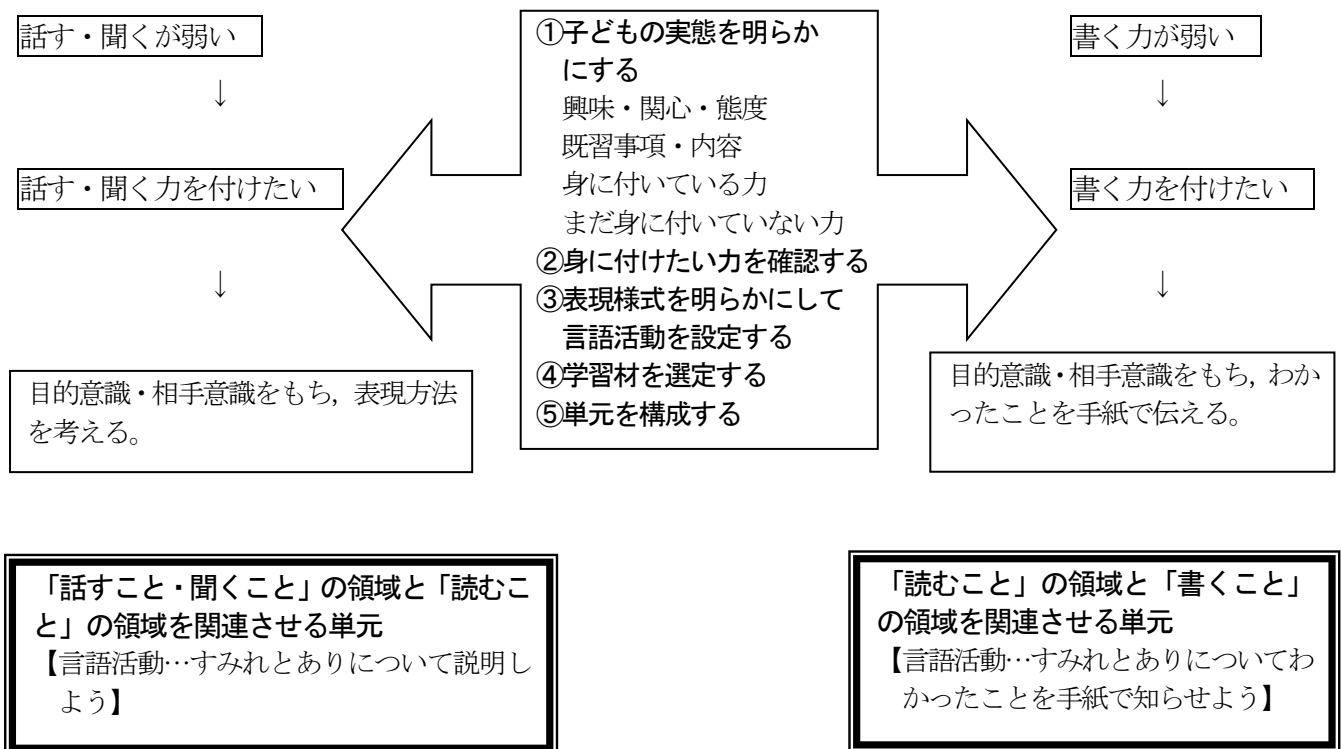 話す・聞くが弱い
↓
話す・聞く力を付けたい
↓
目的意識・相手意識をもち，表現方法
を考える。
①子どもの実態を明らか
にする
興味・関心・態度
既習事項・内容
身に付いている力
まだ身に付いていない力
②身に付けたい力を確認する
③表現様式を明らかにして
言語活動を設定する
④学習材を選定する
⑤単元を構成する
書く力が弱い
↓
書く力を付けたい
↓
目的意識・相手意識をもち，わか
ったことを手紙で伝える。
「話すこと・聞くこと」の領域と「読むこ
と」の領域を関連させる単元
【言語活動…すみれとありについて説明し
よう】
「読むこと」の領域と「書くこと」
の領域を関連させる単元
【言語活動…すみれとありについてわ
かったことを手紙で知らせよう】